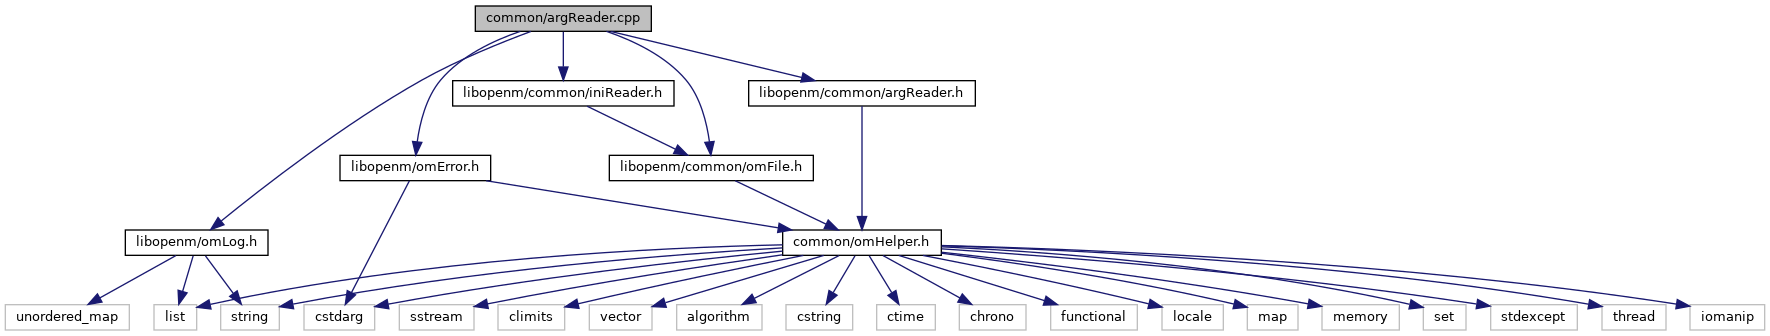 common/argReader.cpp
libopenm/common/iniReader.h
libopenm/common/argReader.h
libopenm/omError.h
libopenm/common/omFile.h
libopenm/omLog.h
common/omHelper.h
unordered_map
list
string
cstdarg
sstream
climits
vector
algorithm
cstring
ctime
chrono
functional
locale
map
memory
set
stdexcept
thread
iomanip